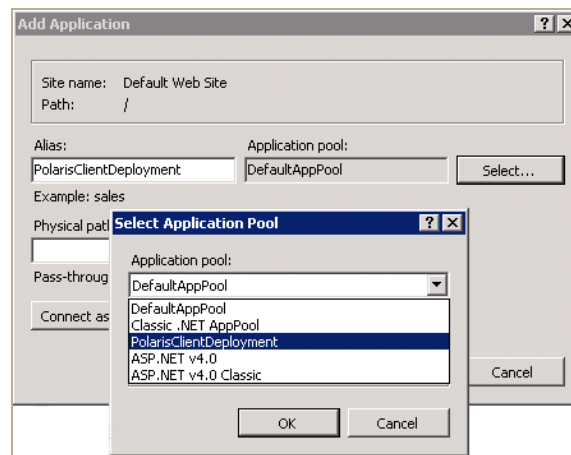 Add Application
Site name: Default Web Site
Path: /
Alias: Application pool:
PolarisClientDeployment DefaultAppPool Select...
Example: sales
Physical path
Select Application Pool
Application pool:
DefaultAppPool
Pass-throug
DefaultAppPool
Classic .NET AppPool
PolarisClientDeployment
ASP.NET v4.0
ASP.NET v4.0 Classic
Connect as
Cancel
OK Cancel